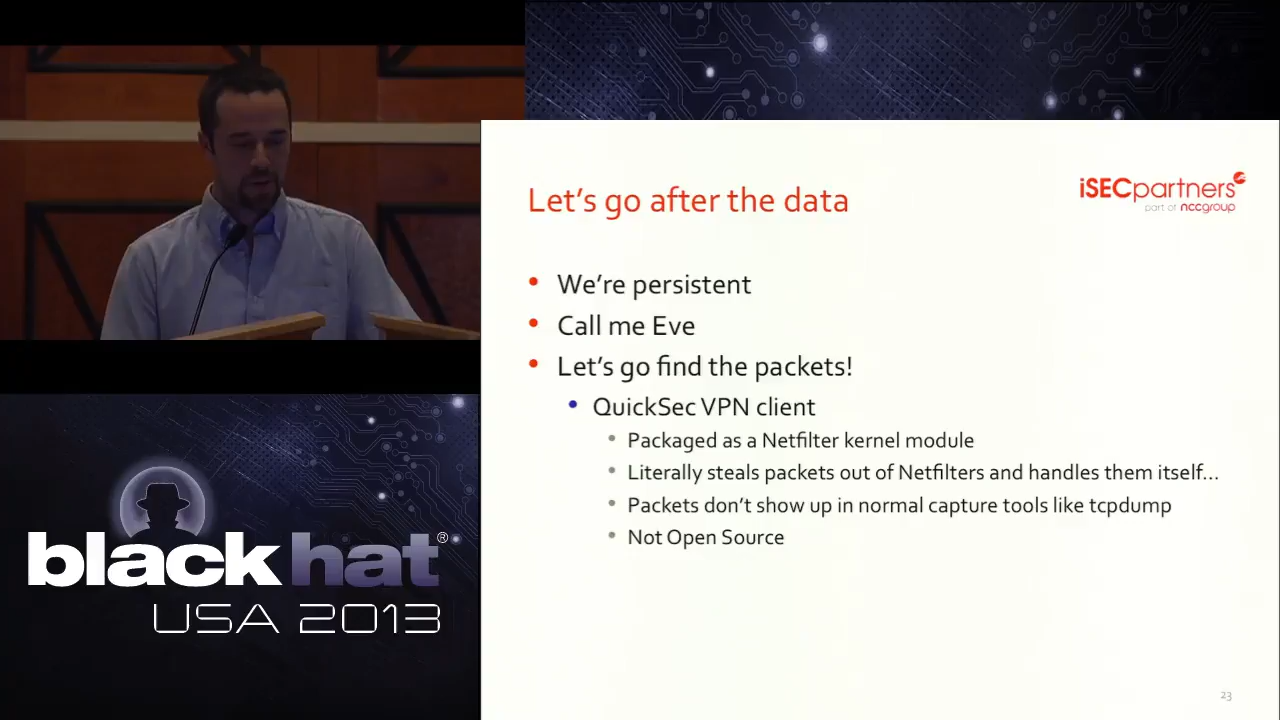 Let's go after the data
iSECpartners
part of nccgroup
We're persistent
Call me Eve
Let's go find the packets!
QuickSec VPN client
Packaged as a Netfilter kernel module
Literally steals packets out of Netfilters and handles them itself...
Packets don't show up in normal capture tools like tcpdump
Not Open Source
23
blackhat®
USA 2013